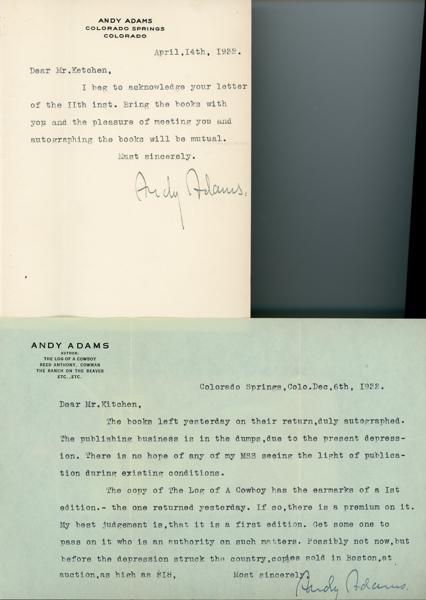 ANDY ADAMS
COLORADO SPRINGS
COLORADO
April,14th, 1932.
Dear Mr.Ketchen,
I beg to acknowledge your letter
of the IIth inst. Bring the books with
you and the pleasure of meeting you and
autographing the books will be mutual.
Must sincerely.
Andy Adams.
ANDY ADAMS
AUTHOR:
THE LOG OF A COWBOY
REED ANTHONY, COWMAN
THE RANCH ON THE BEAVER
ETC., ETC.
Colorado Springs,Colo.Dec,6th, 1932.
Dear Mr.Kitchen,
The books left yesterday on their return,duly autographed.
The publishing business is in the dumps,due to the present depress-
ion. There is no hope of any of my MSS seeing the light of publica-
tion during existing conditions.
The copy of The Log of A Cowboy has the earmarks of a Ist
edition.- the one returned yesterday. If so,there is a premium on it.
My best judgement is,that it is a first edition. Get some one to
pass on it who is an authority on such matters. Possibly not now,but
before the depression struck the country,copies sold in Boston,at
auction,as high as $18, Most sincerely,
Andy Adams.